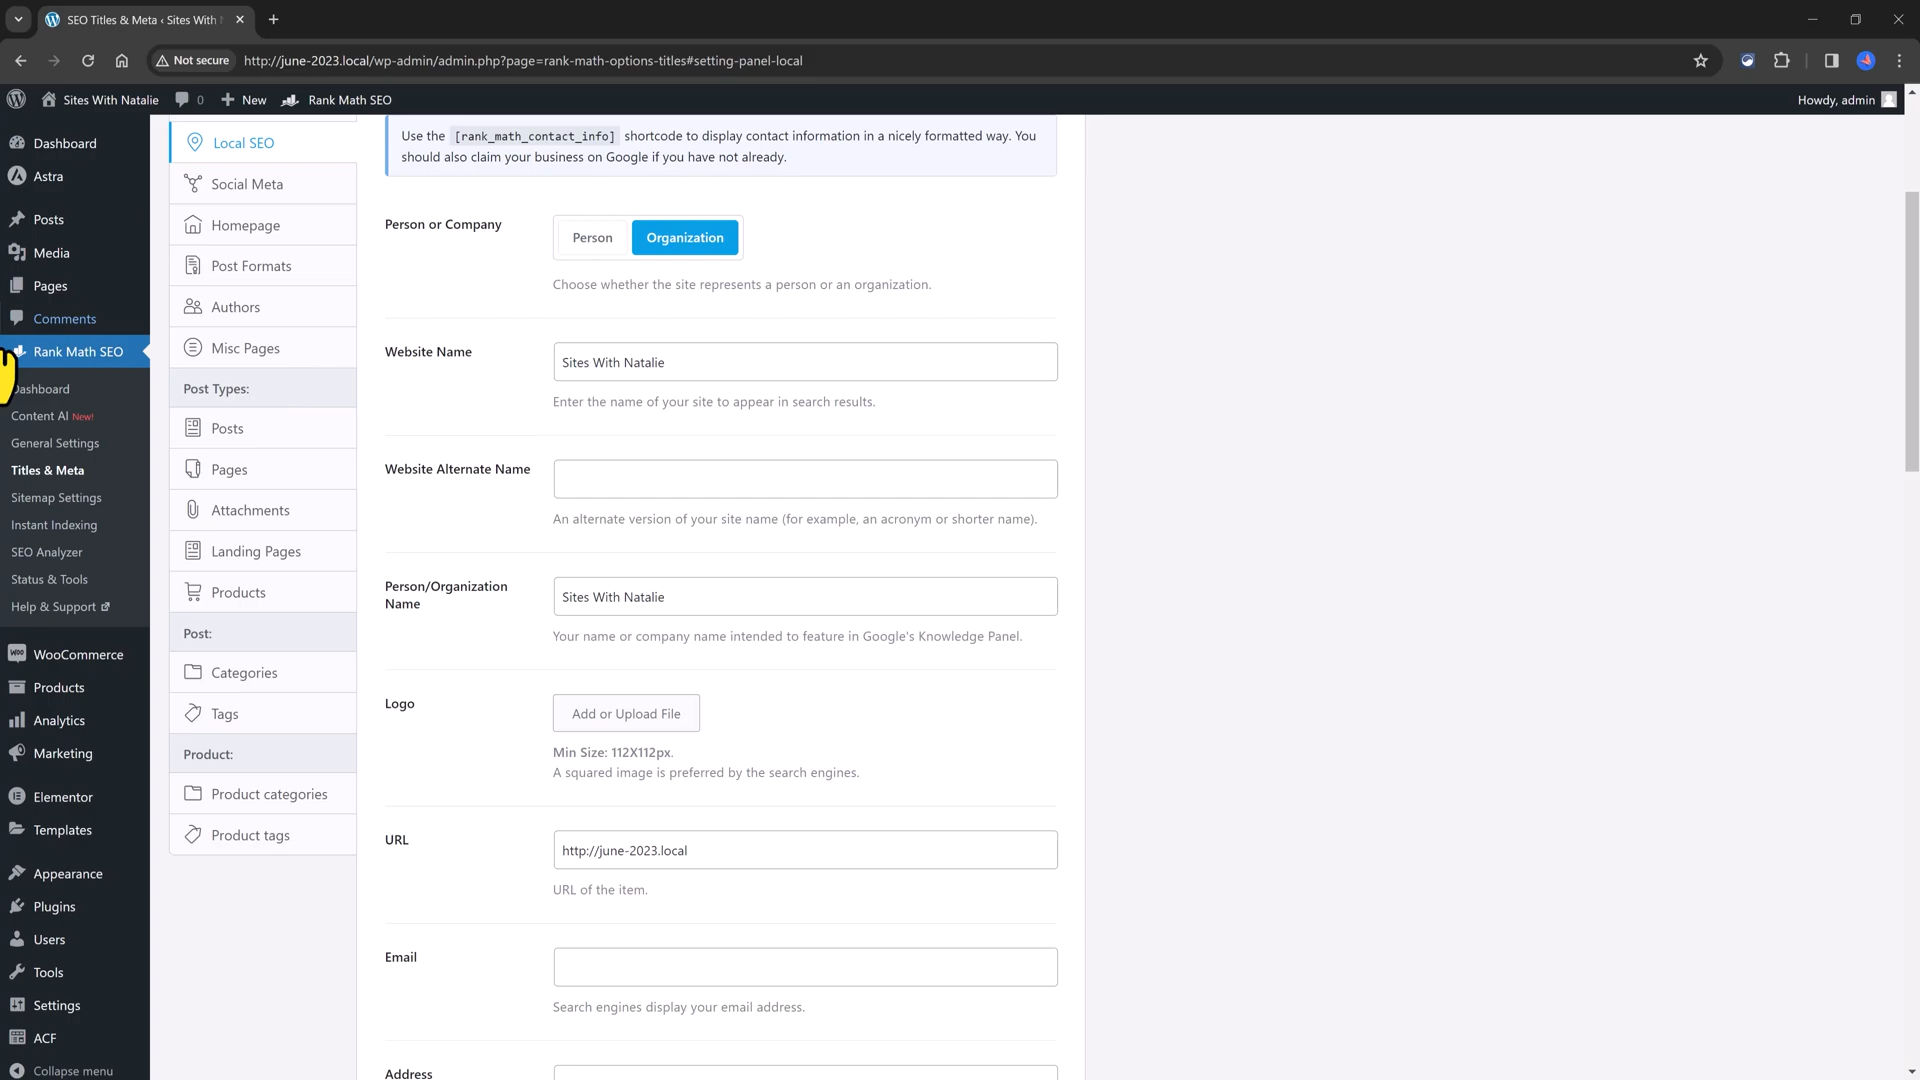 SEO Titles & Meta ‹ Sites With
Not secure
http://june-2023.local/wp-admin/admin.php?page=rank-math-options-titles#setting-panel-local
Sites With Natalie
0
New
Rank Math SEO
Howdy, admin
Dashboard
Astra
Posts
Media
Pages
Comments
Rank Math SEO
Dashboard
Content AI New!
General Settings
Titles & Meta
Sitemap Settings
Instant Indexing
SEO Analyzer
Status & Tools
Help & Support
WooCommerce
Products
Analytics
Marketing
Elementor
Templates
Appearance
Plugins
Users
Tools
Settings
ACF
Collapse menu
Local SEO
Social Meta
Homepage
Post Formats
Authors
Misc Pages
Post Types:
Posts
Pages
Attachments
Landing Pages
Products
Post:
Categories
Tags
Product:
Product categories
Product tags
Use the [rank_math_contact_info] shortcode to display contact information in a nicely formatted way. You
should also claim your business on Google if you have not already.
Person or Company
Person
Organization
Choose whether the site represents a person or an organization.
Website Name
Sites With Natalie
Enter the name of your site to appear in search results.
Website Alternate Name
An alternate version of your site name (for example, an acronym or shorter name).
Person/Organization
Name
Sites With Natalie
Your name or company name intended to feature in Google's Knowledge Panel.
Logo
Add or Upload File
Min Size: 112X112px.
A squared image is preferred by the search engines.
URL
http://june-2023.local
URL of the item.
Email
Search engines display your email address.
Address